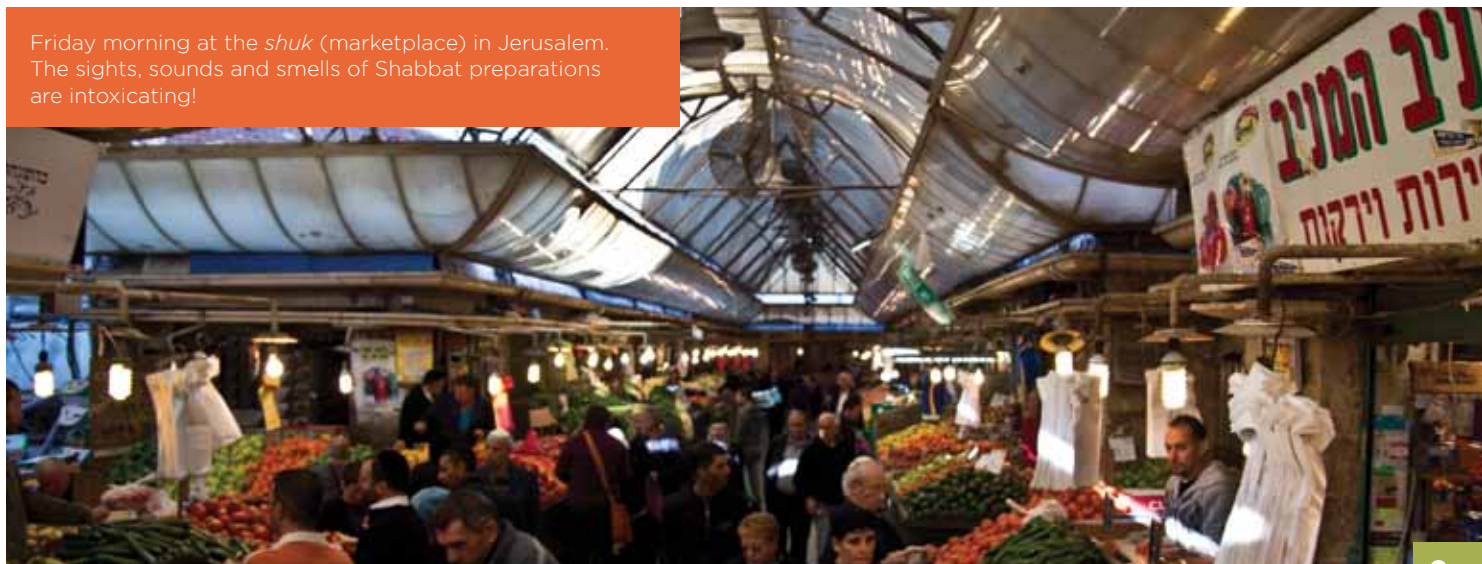 Friday morning at the shuk (marketplace) in Jerusalem.
The sights, sounds and smells of Shabbat preparations
are intoxicating!
ניב המניב
ירות וירקות